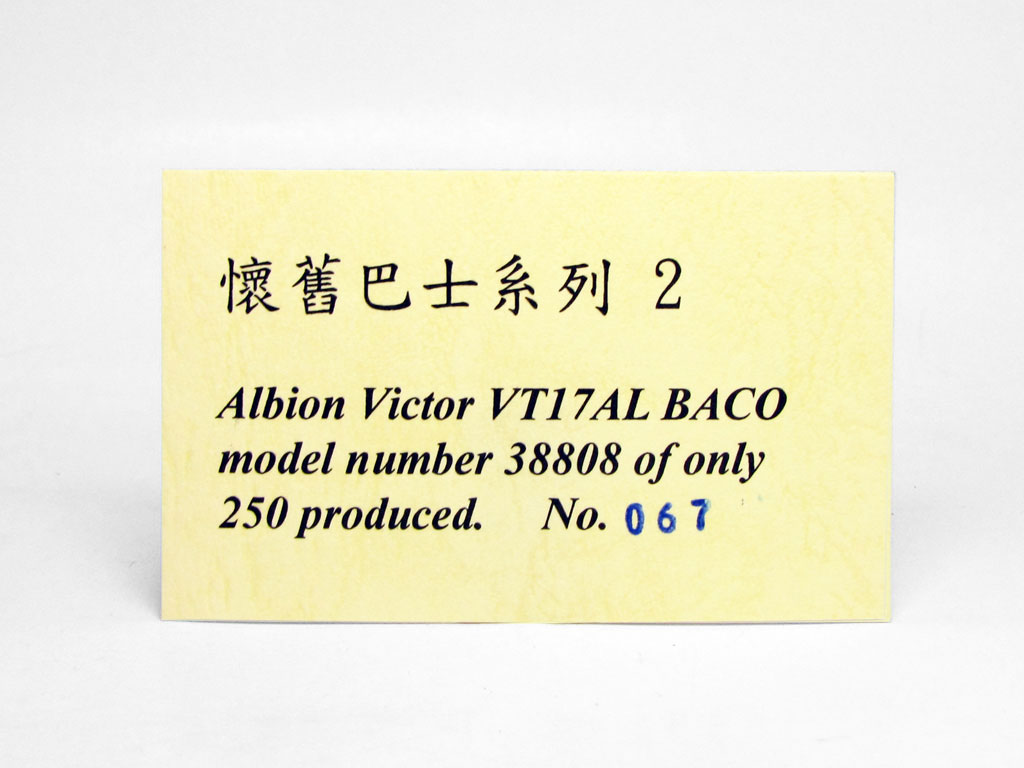 懷舊巴士系列 2
Albion Victor VT17AL BACO
model number 38808 of only
250 produced. No. 067